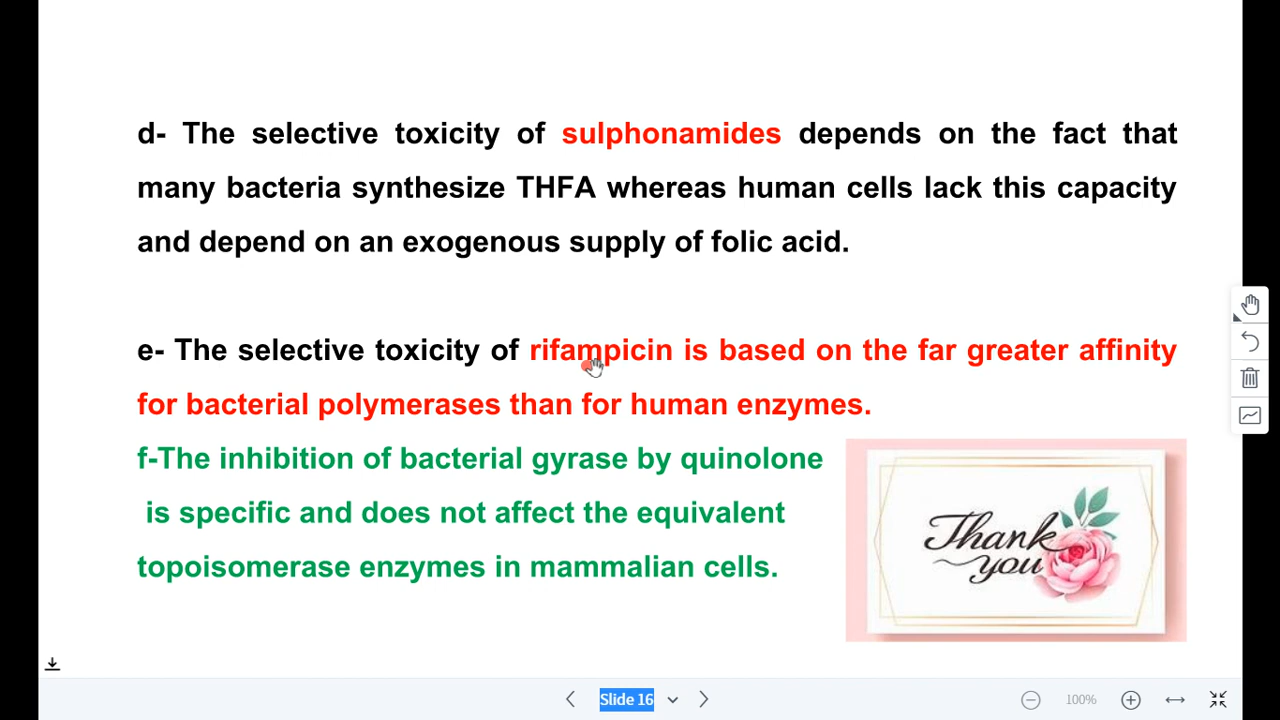 d- The selective toxicity of sulphonamides depends on the fact that
many bacteria synthesize THFA whereas human cells lack this capacity
and depend on an exogenous supply of folic acid.
e- The selective toxicity of rifampicin is based on the far greater affinity
for bacterial polymerases than for human enzymes.
f-The inhibition of bacterial gyrase by quinolone
is specific and does not affect the equivalent
topoisomerase enzymes in mammalian cells.
Thank
you
Slide 16
100%